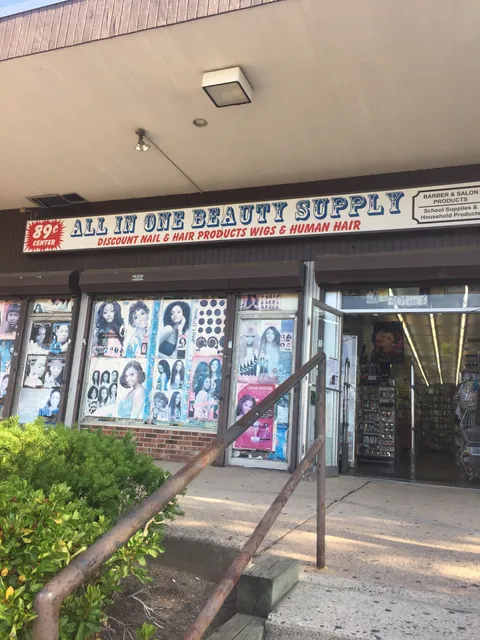 89¢
CENTER
ALL IN ONE BEAUTY SUPPLY
DISCOUNT NAIL & HAIR PRODUCTS WIGS & HUMAN HAIR
BARBER & SALON
PRODUCTS
School Supplies &
Household Products